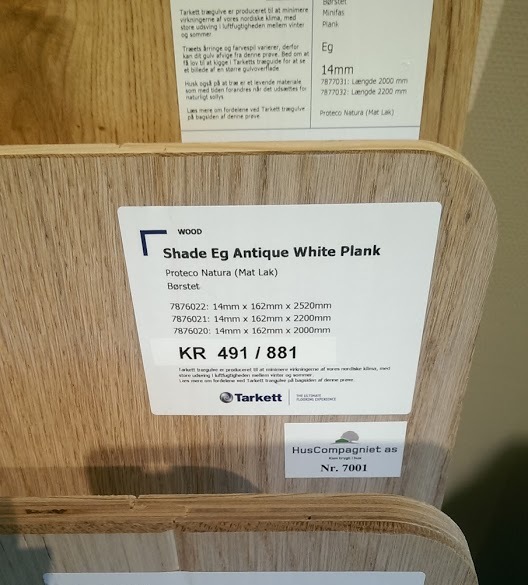 Tarkett trægulve er produceret til at minimere
virkningerne af vores nordiske klima, med
store udsving i luftfugtigheden mellem vinter
og sommer
Træets årringe og farvespil varierer, derfor
kan dit gulv afvige fra denne prøve. Bed om at
få lov til at kigge i Tarketts træguide for at se
et billede af en større gulvoverflade.
Husk også på at træ er et levende materiale
som med tiden forandres når det udsættes for
naturligt sollys.
Læs mere om fordelene ved Tarkett trægulve
på bagsiden af denne prøve.
Børstet
Minifas
Plank
Eg
14mm
7877031: Længde 2000 mm
7877032: Længde 2200 mm
Proteco Natura (Mat Lak)
WOOD
Shade Eg Antique White Plank
Proteco Natura (Mat Lak)
Børstet
7876022: 14mm x 162mm x 2520mm
7876021: 14mm x 162mm x 2200mm
7876020: 14mm x 162mm x 2000mm
KR 491 / 881
Tarkett trægulve er produceret til at minimere virkningerne af vores nordiske klima, med
store udsving i luftfugtigheden mellem vinter og sommer.
Læs mere om fordelene ved Tarkett trægulve på bagsiden af denne prøve.
Tarkett
THE ULTIMATE
FLOORING EXPERIENCE
HusCompagniet as
Nr. 7001